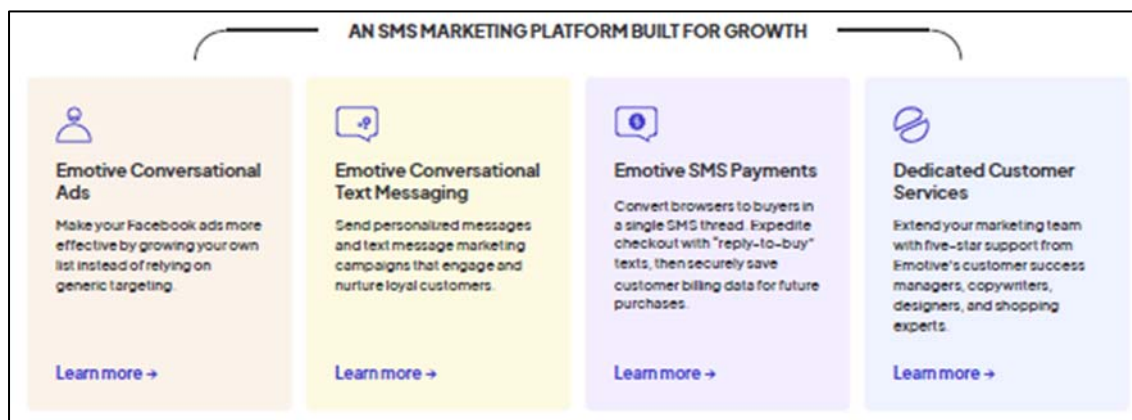 AN SMS MARKETING PLATFORM BUILT FOR GROWTH
Emotive Conversational
Ads
Make your Facebook ads more
effective by growing your own
list instead of relying on
generic targeting.
Learn more →
Emotive Conversational
Text Messaging
Send personalized messages
and text message marketing
campaigns that engage and
nurture loyal customers.
Learn more →
Emotive SMS Payments
Convert browsers to buyers in
a single SMS thread. Expedite
checkout with "reply-to-buy"
texts, then securely save
customer billing data for future
purchases.
Learn more →
Dedicated Customer
Services
Extend your marketing team
with five-star support from
Emotive's customer success
managers, copywriters,
designers, and shopping
experts.
Learn more →